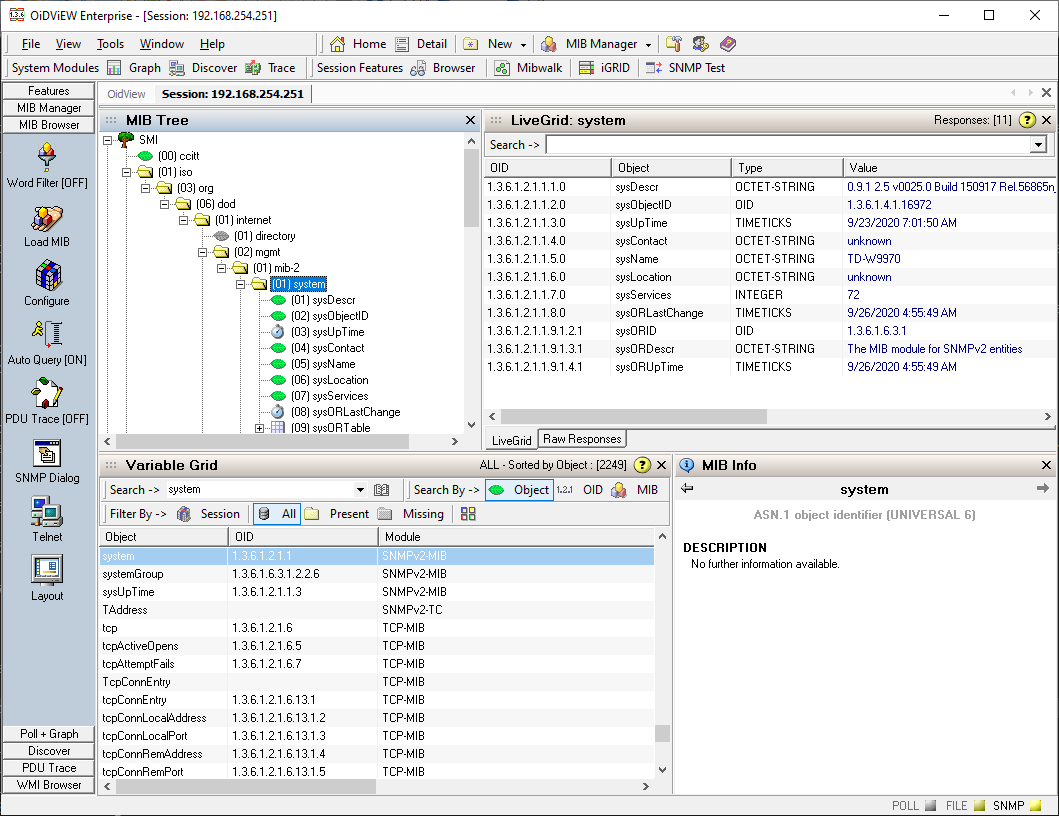 OiDViEW Enterprise - [Session: 192.168.254.251]
File View Tools Window Help Home Detail New MIB Manager
System Modules Graph Discover Trace Session Features Browser Mibwalk iGRID SNMP Test
Features
MIB Manager
MIB Browser
Word Filter [OFF]
Load MIB
Configure
Auto Query [ON]
PDU Trace [OFF]
SNMP Dialog
Telnet
Layout
Poll + Graph
Discover
PDU Trace
WMI Browser
OidView Session: 192.168.254.251
MIB Tree
SMI
(00) ccitt
(01) iso
(03) org
(06) dod
(01) internet
(01) directory
(02) mgmt
(01) mib-2
(01) system
(01) sysDescr
(02) sysObjectID
(03) sysUpTime
(04) sysContact
(05) sysName
(06) sysLocation
(07) sysServices
(08) sysORLastChange
(09) sysORTable
LiveGrid: system Responses: [11] ?
Search ->
OID Object Type Value
1.3.6.1.2.1.1.1.0 sysDescr OCTET-STRING 0.9.1 2.5 v0025.0 Build 150917 Rel.56865n
1.3.6.1.2.1.1.2.0 sysObjectID OID 1.3.6.1.4.1.16972
1.3.6.1.2.1.1.3.0 sysUpTime TIMETICKS 9/23/2020 7:01:50 AM
1.3.6.1.2.1.1.4.0 sysContact OCTET-STRING unknown
1.3.6.1.2.1.1.5.0 sysName OCTET-STRING TD-W9970
1.3.6.1.2.1.1.6.0 sysLocation OCTET-STRING unknown
1.3.6.1.2.1.1.7.0 sysServices INTEGER 72
1.3.6.1.2.1.1.8.0 sysORLastChange TIMETICKS 9/26/2020 4:55:49 AM
1.3.6.1.2.1.1.9.1.2.1 sysORID OID 1.3.6.1.6.3.1
1.3.6.1.2.1.1.9.1.3.1 sysORDescr OCTET-STRING The MIB module for SNMPv2 entities
1.3.6.1.2.1.1.9.1.4.1 sysORUpTime TIMETICKS 9/26/2020 4:55:49 AM
LiveGrid Raw Responses
Variable Grid ALL - Sorted by Object : [2249] ?
Search -> system Search By -> Object 1.2.1 OID MIB
Filter By -> Session All Present Missing
Object OID Module
system 1.3.6.1.2.1.1 SNMPv2-MIB
systemGroup 1.3.6.1.6.3.1.2.2.6 SNMPv2-MIB
sysUpTime 1.3.6.1.2.1.1.3 SNMPv2-MIB
TAddress SNMPv2-TC
tcp 1.3.6.1.2.1.6 TCP-MIB
tcpActiveOpens 1.3.6.1.2.1.6.5 TCP-MIB
tcpAttemptFails 1.3.6.1.2.1.6.7 TCP-MIB
TcpConnEntry TCP-MIB
tcpConnEntry 1.3.6.1.2.1.6.13.1 TCP-MIB
tcpConnLocalAddress 1.3.6.1.2.1.6.13.1.2 TCP-MIB
tcpConnLocalPort 1.3.6.1.2.1.6.13.1.3 TCP-MIB
tcpConnRemAddress 1.3.6.1.2.1.6.13.1.4 TCP-MIB
tcpConnRemPort 1.3.6.1.2.1.6.13.1.5 TCP-MIB
MIB Info
system
ASN.1 object identifier (UNIVERSAL 6)
DESCRIPTION
No further information available.
POLL FILE SNMP